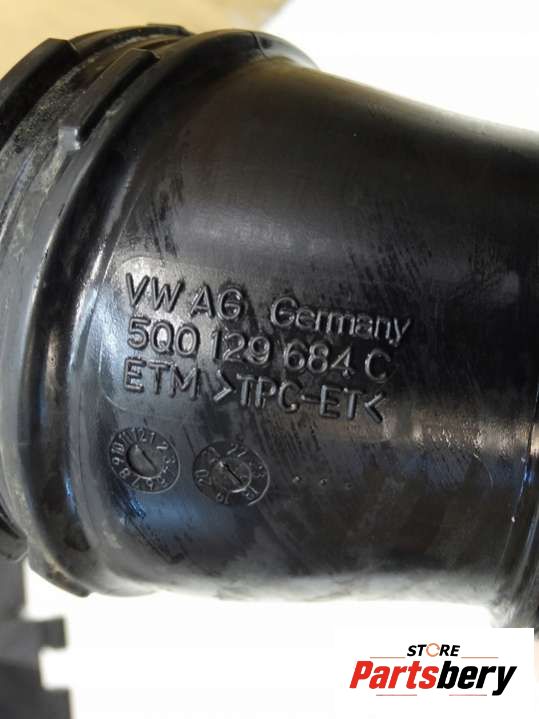 VW AG Germany
5Q0 129 684 C
ETM >TPC-ET<
STORE
Partsbery